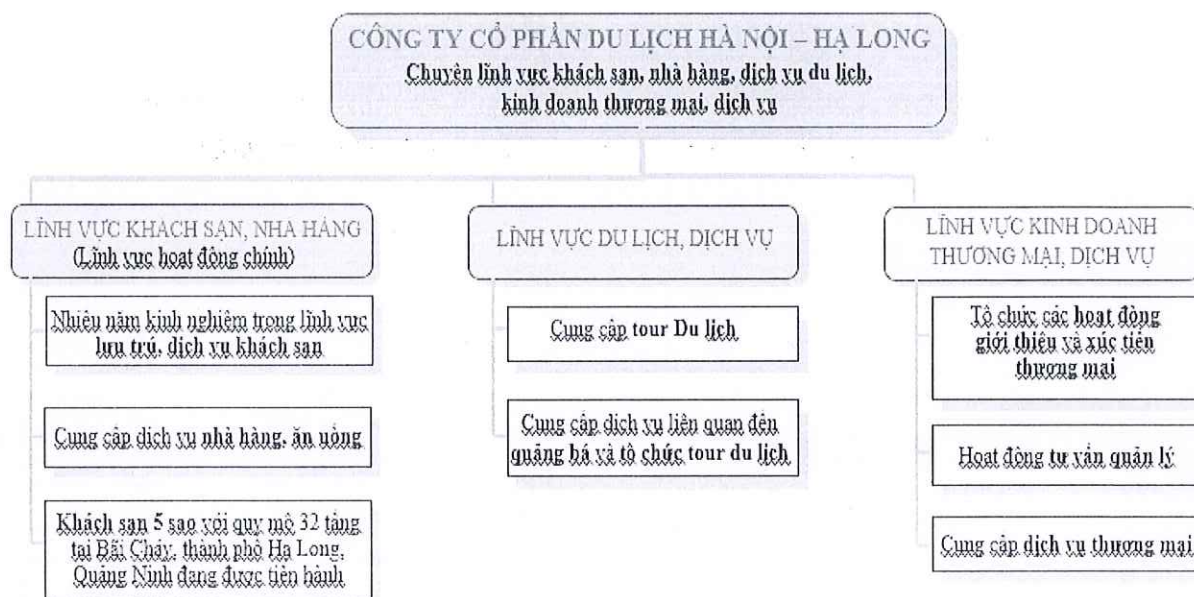 CÔNG TY CỔ PHẦN DU LỊCH HÀ NỘI – HẠ LONG
Chuyên lĩnh vực khách sạn, nhà hàng, dịch vụ du lịch,
kinh doanh thương mại, dịch vụ
LĨNH VỰC KHÁCH SẠN, NHÀ HÀNG
(Lĩnh vực hoạt động chính)
Nhiều năm kinh nghiệm trong lĩnh vực
lưu trú, dịch vụ khách sạn
Cung cấp dịch vụ nhà hàng, ăn uống
Khách sạn 5 sao với quy mô 32 tầng
tại Bãi Cháy, thành phố Hạ Long,
Quảng Ninh đang được tiến hành
LĨNH VỰC DU LỊCH, DỊCH VỤ
Cung cấp tour Du lịch
Cung cấp dịch vụ liên quan đến
quảng bá và tổ chức tour du lịch
LĨNH VỰC KINH DOANH
THƯƠNG MẠI, DỊCH VỤ
Tổ chức các hoạt động
giới thiệu và xúc tiến
thương mại
Hoạt động tư vấn quản lý
Cung cấp dịch vụ thương mại